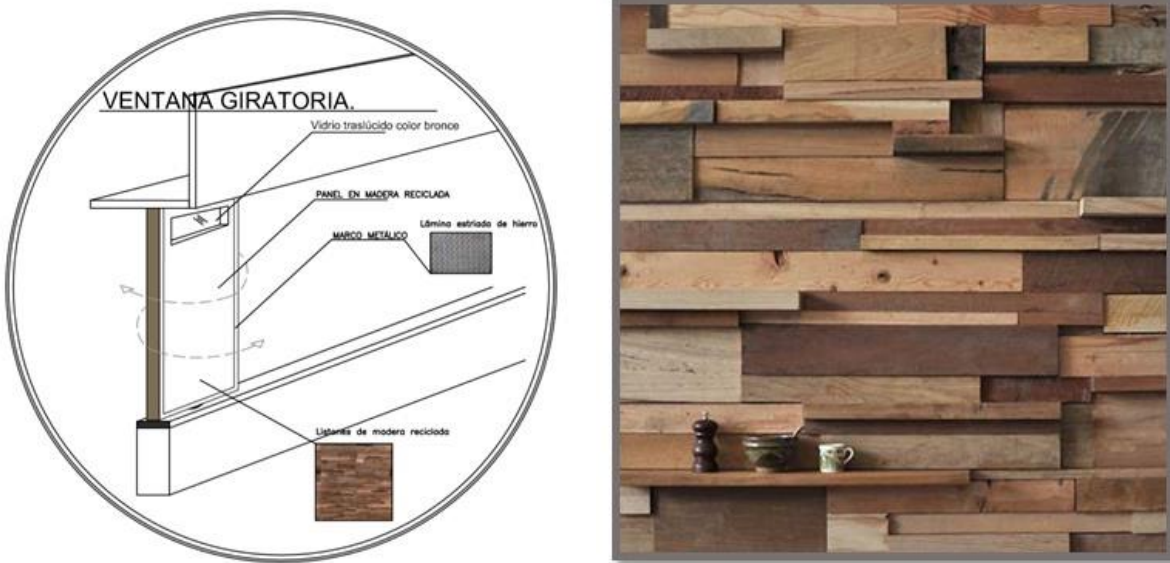 VENTANA GIRATORIA.
Vidrio traslúcido color bronce
PANEL EN MADERA RECICLADA
Lámina estriada de hierro
MARCO METÁLICO
Listones de madera reciclada